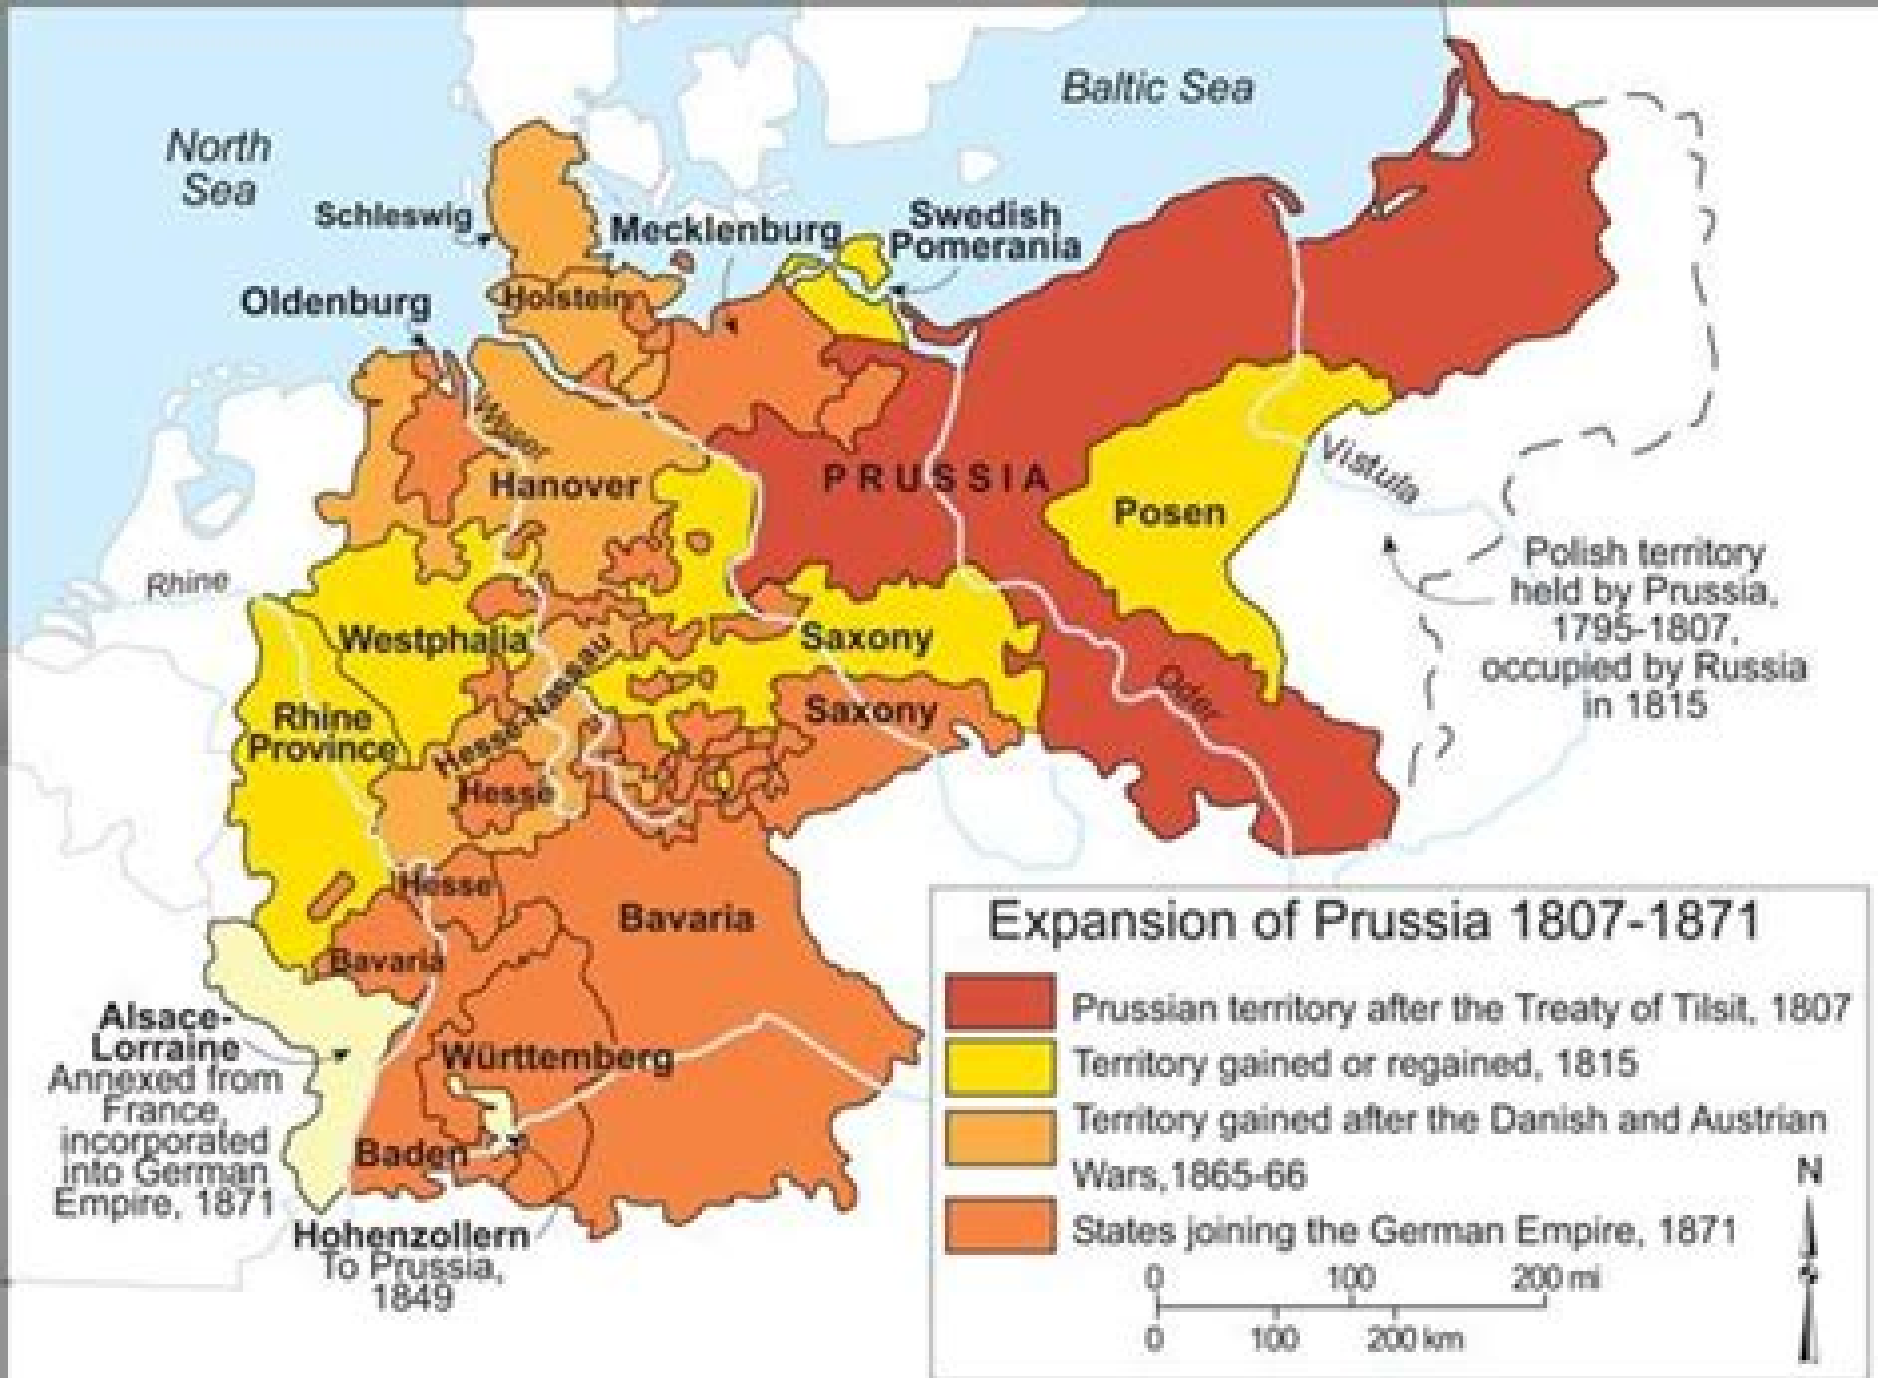 Baltic Sea
North
Sea
Schleswig
Mecklenburg
Swedish
Pomerania
Oldenburg
Holstein
Weser
Hanover
PRUSSIA
Vistula
Posen
Rhine
Polish territory
held by Prussia,
1795-1807,
occupied by Russia
in 1815
Westphalia
Saxony
Hesse-Nassau
Oder
Rhine
Province
Saxony
Hesse
Hesse
Bavaria
Bavaria
Alsace-
Lorraine
Annexed from
France,
incorporated
into German
Empire, 1871
Württemberg
Baden
Hohenzollern
To Prussia,
1849
Expansion of Prussia 1807-1871
Prussian territory after the Treaty of Tilsit, 1807
Territory gained or regained, 1815
Territory gained after the Danish and Austrian
Wars,1865-66
States joining the German Empire, 1871
N
0 100 200 mi
0 100 200 km